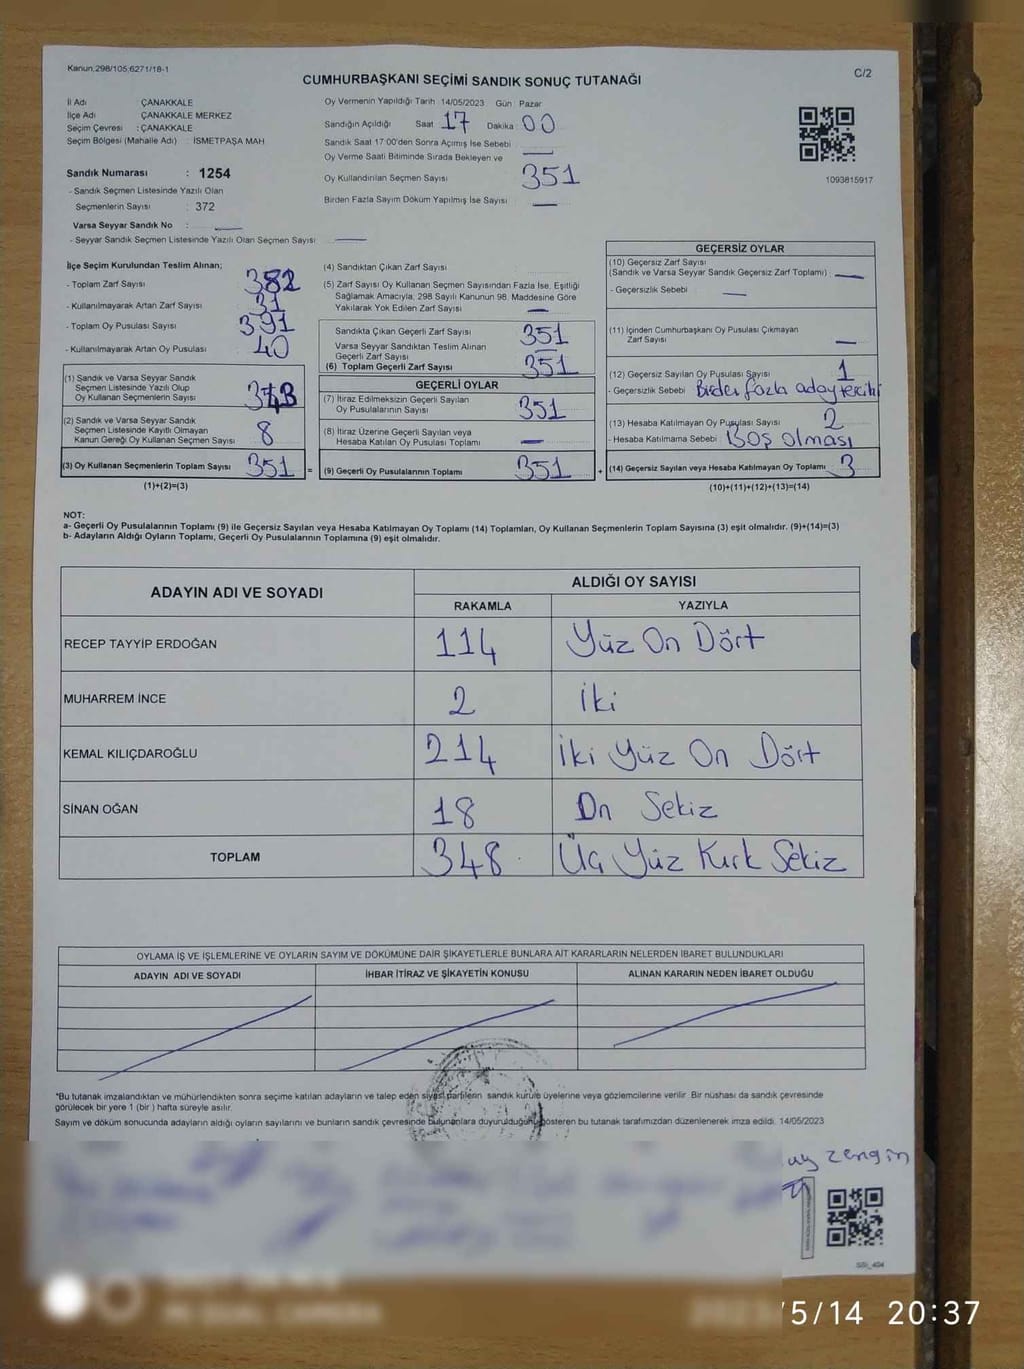 Kanun,298/105,6271/18-1
CUMHURBAŞKANI SEÇİMİ SANDIK SONUÇ TUTANAĞI
C/2
İl Adı ÇANAKKALE
İlçe Adı ÇANAKKALE MERKEZ
Seçim Çevresi : ÇANAKKALE
Seçim Bölgesi (Mahalle Adı) : İSMETPAŞA MAH
Sandık Numarası : 1254
- Sandık Seçmen Listesinde Yazılı Olan
Seçmenlerin Sayısı : 372
Varsa Seyyar Sandık No :
- Seyyar Sandık Seçmen Listesinde Yazılı Olan Seçmen Sayısı :
Oy Vermenin Yapıldığı Tarih 14/05/2023 Gün Pazar
Sandığın Açıldığı Saat 17 Dakika 00
Sandık Saat 17:00'den Sonra Açımış İse Sebebi
Oy Verme Saati Bitiminde Sırada Bekleyen ve
Oy Kullandırılan Seçmen Sayısı 351
Birden Fazla Sayım Döküm Yapılmış İse Sayısı
1093815917
İlçe Seçim Kurulundan Teslim Alınan;
- Toplam Zarf Sayısı 382
- Kullanılmayarak Artan Zarf Sayısı 31
- Toplam Oy Pusulası Sayısı 391
- Kullanılmayarak Artan Oy Pusulası 40
(1) Sandık ve Varsa Seyyar Sandık
Seçmen Listesinde Yazılı Olup
Oy Kullanan Seçmenlerin Sayısı
(2) Sandık ve Varsa Seyyar Sandık
Seçmen Listesinde Kayıtlı Olmayan
Kanun Gereği Oy Kullanan Seçmen Sayısı 8
(3) Oy Kullanan Seçmenlerin Toplam Sayısı 351 =
(1)+(2)=(3)
(4) Sandıktan Çıkan Zarf Sayısı
(5) Zarf Sayısı Oy Kullanan Seçmen Sayısından Fazla İse, Eşitliği
Sağlamak Amacıyla, 298 Sayılı Kanunun 98. Maddesine Göre
Yakılarak Yok Edilen Zarf Sayısı
Sandıkta Çıkan Geçerli Zarf Sayısı 351
Varsa Seyyar Sandıktan Teslim Alınan
Geçerli Zarf Sayısı
(6) Toplam Geçerli Zarf Sayısı 351
GEÇERLİ OYLAR
(7) İtiraz Edilmeksizin Geçerli Sayılan
Oy Pusulalarının Sayısı 351
(8) İtiraz Üzerine Geçerli Sayılan veya
Hesaba Katılan Oy Pusulası Toplamı
(9) Geçerli Oy Pusulalarının Toplamı 351 +
GEÇERSİZ OYLAR
(10) Geçersiz Zarf Sayısı
(Sandık ve Varsa Seyyar Sandık Geçersiz Zarf Toplamı)
- Geçersizlik Sebebi
(11) İçinden Cumhurbaşkanı Oy Pusulası Çıkmayan
Zarf Sayısı
(12) Geçersiz Sayılan Oy Pusulası Sayısı 1
- Geçersizlik Sebebi Birden fazla aday tercihi
(13) Hesaba Katılmayan Oy Pusulası Sayısı 2
- Hesaba Katılmama Sebebi Boş olması
(14) Geçersiz Sayılan veya Hesaba Katılmayan Oy Toplamı 3
(10)+(11)+(12)+(13)=(14)
NOT:
a- Geçerli Oy Pusulalarının Toplamı (9) ile Geçersiz Sayılan veya Hesaba Katılmayan Oy Toplamı (14) Toplamları, Oy Kullanan Seçmenlerin Toplam Sayısına (3) eşit olmalıdır. (9)+(14)=(3)
b- Adayların Aldığı Oyların Toplamı, Geçerli Oy Pusulalarının Toplamına (9) eşit olmalıdır.
ADAYIN ADI VE SOYADI ALDIĞI OY SAYISI
RAKAMLA YAZIYLA
RECEP TAYYİP ERDOĞAN 114 Yüz On Dört
MUHARREM İNCE 2 İki
KEMAL KILIÇDAROĞLU 214 İki Yüz On Dört
SİNAN OĞAN 18 On Sekiz
TOPLAM 348 Üç Yüz Kırk Sekiz
OYLAMA İŞ VE İŞLEMLERİNE VE OYLARIN SAYIM VE DÖKÜMÜNE DAİR ŞİKAYETLERLE BUNLARA AİT KARARLARIN NELERDEN İBARET BULUNDUKLARI
ADAYIN ADI VE SOYADI İHBAR İTİRAZ VE ŞİKAYETİN KONUSU ALINAN KARARIN NEDEN İBARET OLDUĞU
*Bu tutanak imzalandıktan ve mühürlendikten sonra seçime katılan adayların ve talep eden siyasi partilerin sandık kurulu üyelerine veya gözlemcilerine verilir. Bir nüshası da sandık çevresinde
görülecek bir yere 1 (bir) hafta süreyle asılır.
Sayım ve döküm sonucunda adayların aldığı oyların sayılarını ve bunların sandık çevresinde bulunanlara duyurulduğunu gösteren bu tutanak tarafımızdan düzenlenerek imza edildi. 14/05/2023
ay zengin
/5/14 20:37